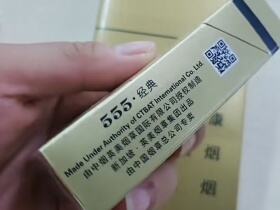 555·经典
Made Under Authority of CTBAT International Co. Ltd.
由中烟英美烟草国际有限公司授权制造
新加坡·英美烟草集团出品
由中国烟草总公司专卖
烟
烟